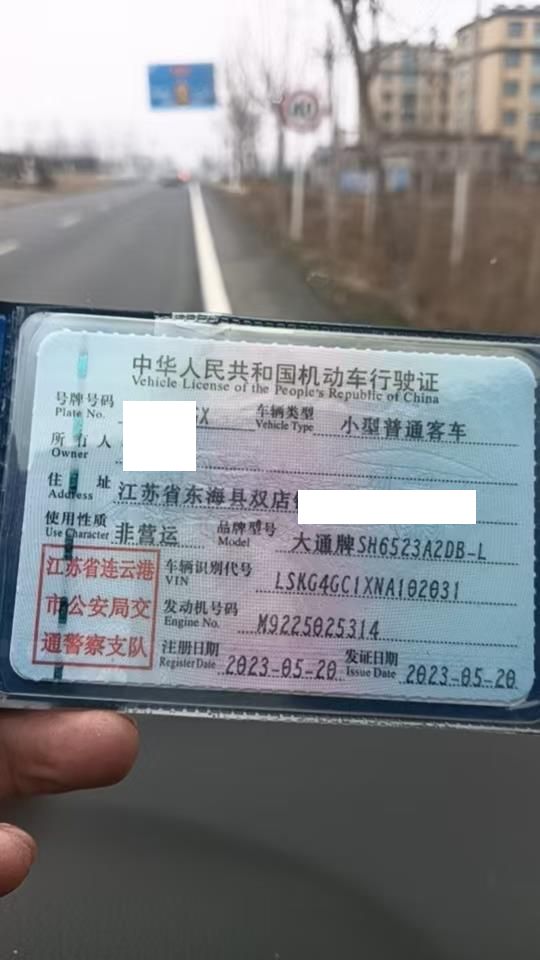 中华人民共和国机动车行驶证
Vehicle License of the People's Republic of China
号牌号码 X 车辆类型 小型普通客车
Plate No. Vehicle Type
所有人
Owner
住址 江苏省东海县双店
Address
使用性质 非营运 品牌型号 大通牌SH6523A2DB-L
Use Character Model
江苏省连云港
市公安局交
通警察支队
车辆识别代号 LSKG4GC1XNA102031
VIN
发动机号码 M9225025314
Engine No.
注册日期 2023-05-20 发证日期 2023-05-20
Register Date Issue Date